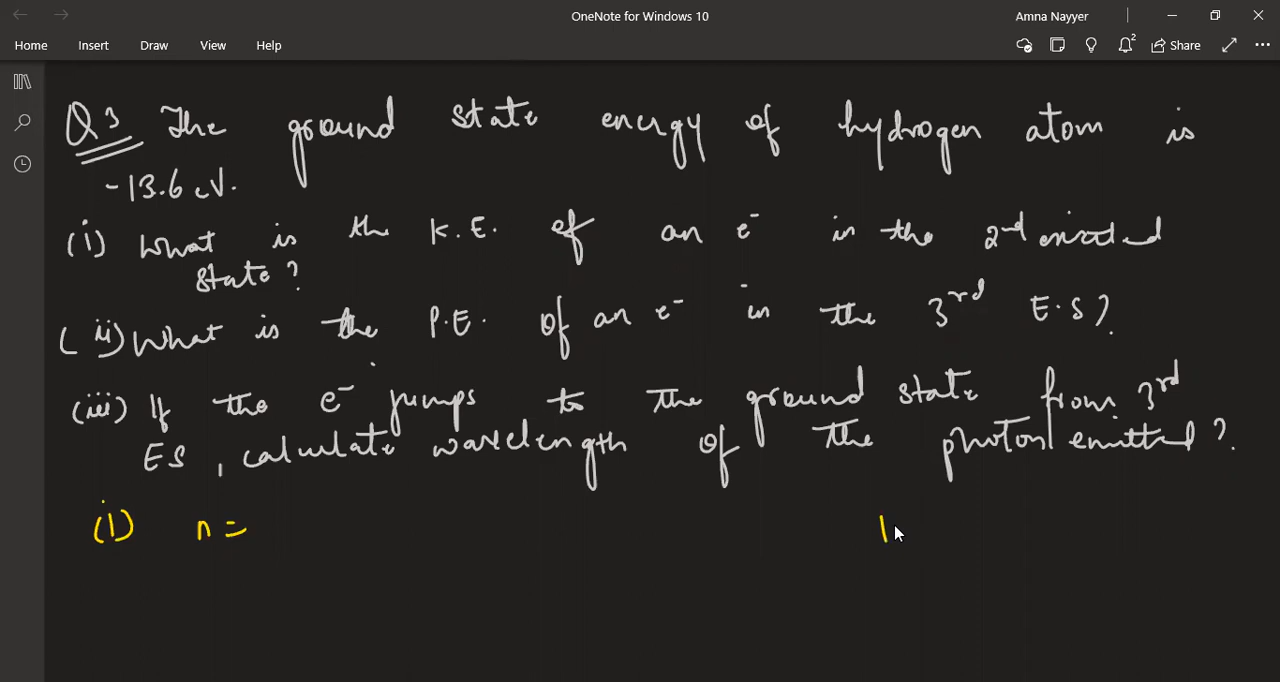 OneNote for Windows 10
Amna Nayyer
Home Insert Draw View Help
2
Share
Q3 The ground state energy of hydrogen atom is
-13.6 eV.
(i) What is the K.E. of an e⁻ in the 2nd excited
state?
(ii) What is the P.E. of an e⁻ in the 3rd E.S?
(iii) If the e⁻ jumps to the ground state from 3rd
ES, calculate wavelength of the photon emitted?
(i) n =